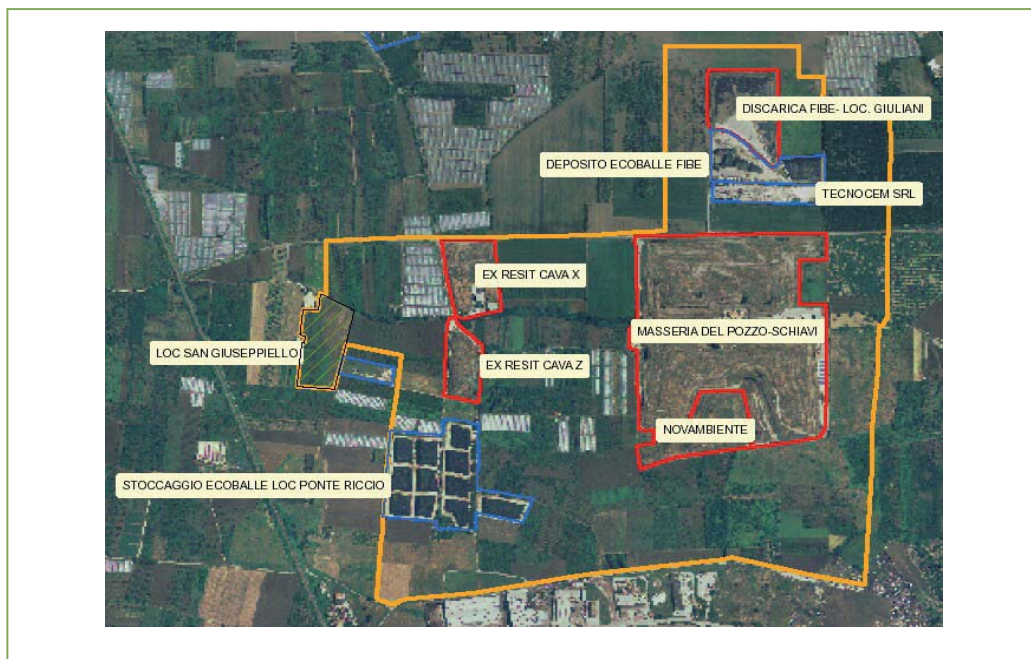 DISCARICA FIBE- LOC. GIULIANI
DEPOSITO ECOBALLE FIBE
TECNOCEM SRL
EX RESIT CAVA X
MASSERIA DEL POZZO-SCHIAVI
LOC SAN GIUSEPPIELLO
EX RESIT CAVA Z
NOVAMBIENTE
STOCCAGGIO ECOBALLE LOC PONTE RICCIO